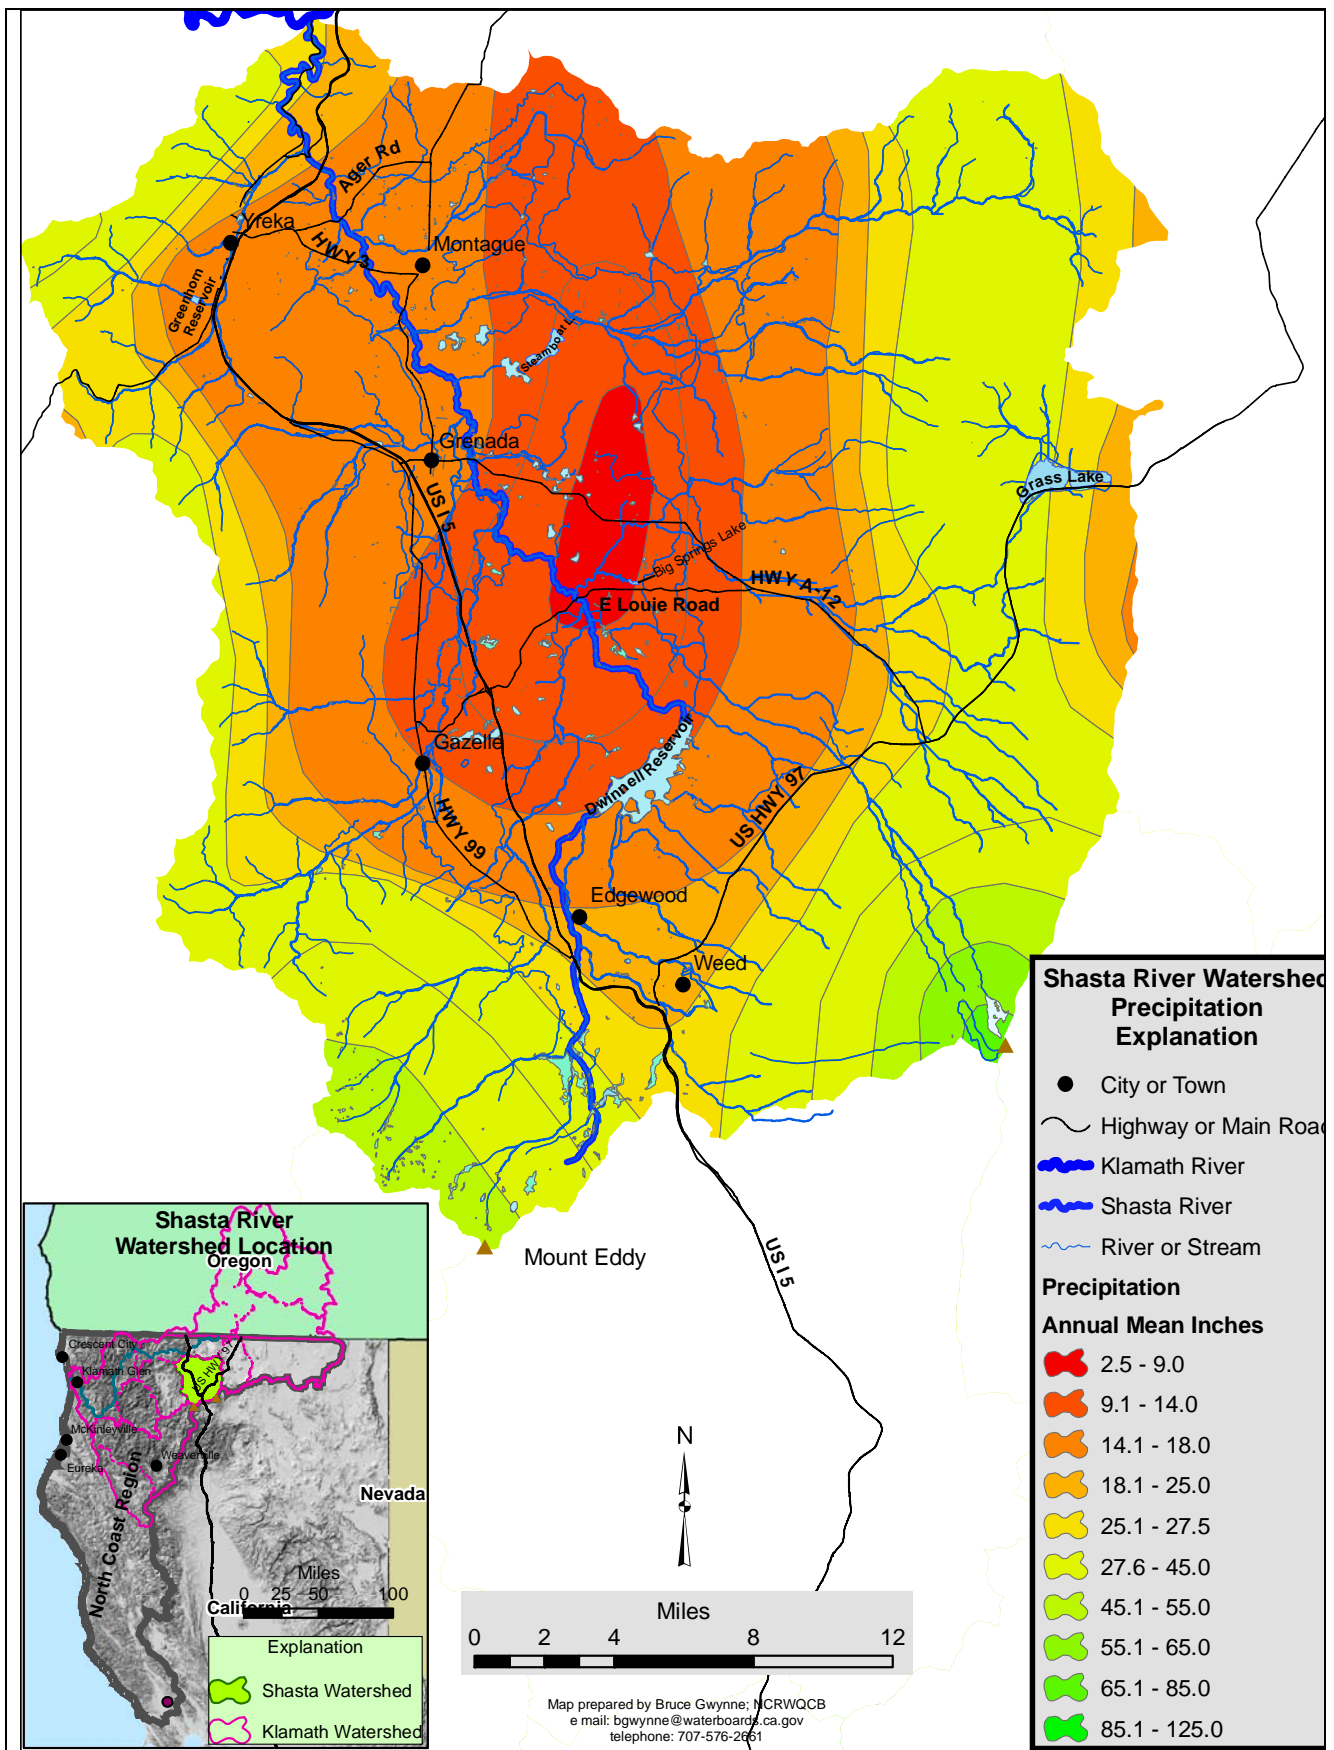 Ager Rd
Yreka
HWY 3
Montague
Greenhorn
Reservoir
Steamboat L.
Grenada
US I 5
Grass Lake
Big Springs Lake
HWY A-12
E Louie Road
Gazelle
Dwinnell Reservoir
HWY 99
US HWY 97
Edgewood
Weed
Mount Eddy
US I 5
Shasta River Watershed
Precipitation
Explanation
City or Town
Highway or Main Road
Klamath River
Shasta River
River or Stream
Precipitation
Annual Mean Inches
2.5 - 9.0
9.1 - 14.0
14.1 - 18.0
18.1 - 25.0
25.1 - 27.5
27.6 - 45.0
45.1 - 55.0
55.1 - 65.0
65.1 - 85.0
85.1 - 125.0
Shasta River
Watershed Location
Oregon
Crescent City
Klamath Glen
US HWY 97
McKinleyville
Eureka
Weaverville
Nevada
North Coast Region
Miles
0 25 50 100
California
Explanation
Shasta Watershed
Klamath Watershed
N
Miles
0 2 4 8 12
Map prepared by Bruce Gwynne; NCRWQCB
e mail: bgwynne@waterboards.ca.gov
telephone: 707-576-2661